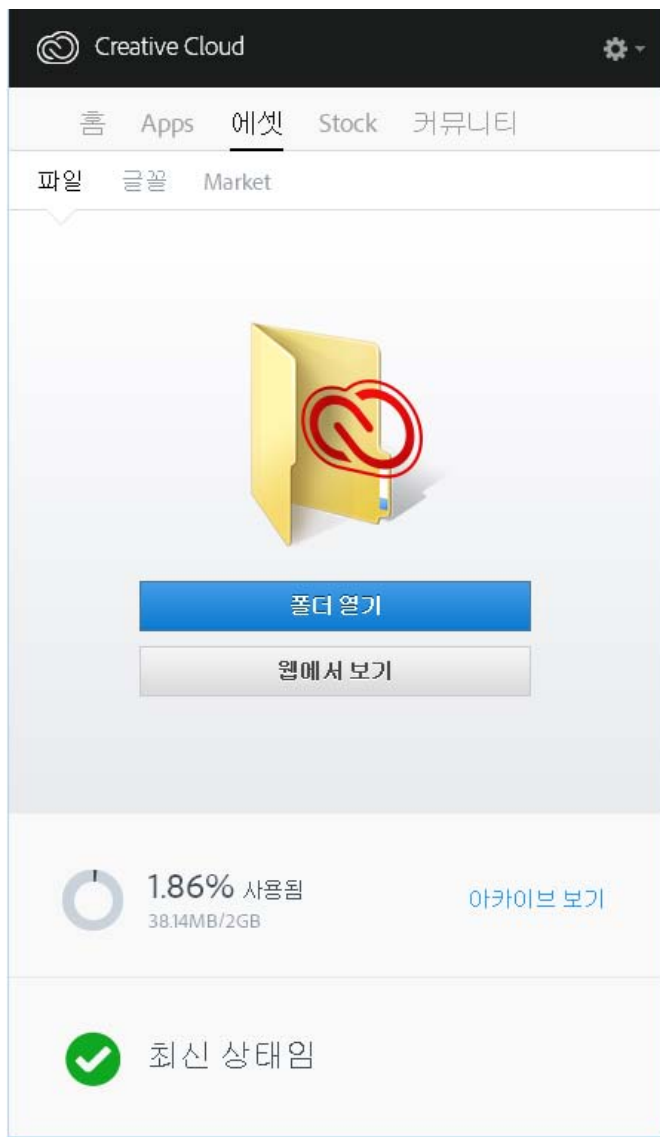 Creative Cloud
홈 Apps 에셋 Stock 커뮤니티
파일 글꼴 Market
폴더 열기
웹에서 보기
1.86% 사용됨
38.14MB/2GB
아카이브 보기
최신 상태임